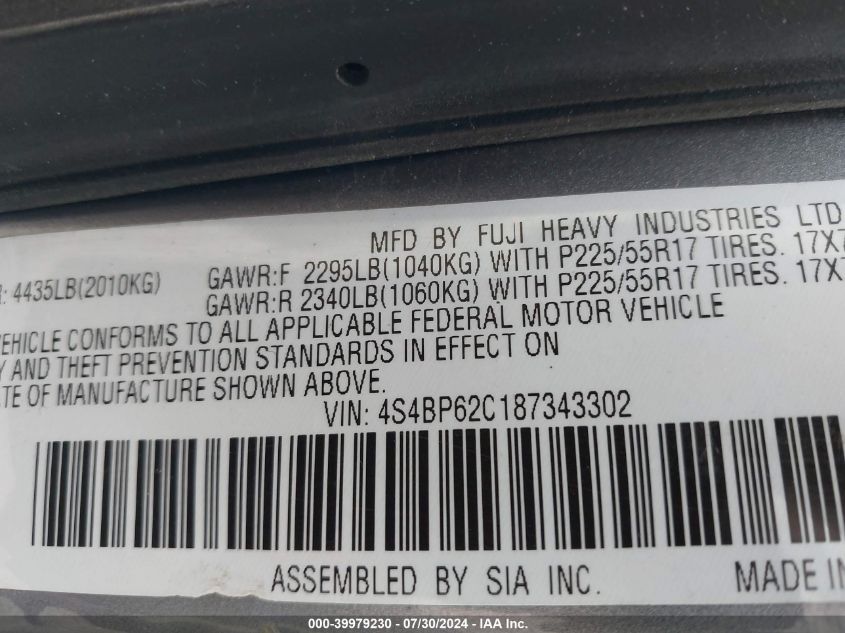 MFD BY FUJI HEAVY INDUSTRIES LTD
4435LB(2010KG) GAWR:F 2295LB(1040KG) WITH P225/55R17 TIRES. 17X7
GAWR:R 2340LB(1060KG) WITH P225/55R17 TIRES. 17X7
VEHICLE CONFORMS TO ALL APPLICABLE FEDERAL MOTOR VEHICLE
Y AND THEFT PREVENTION STANDARDS IN EFFECT ON
TE OF MANUFACTURE SHOWN ABOVE.
VIN: 4S4BP62C187343302
ASSEMBLED BY SIA INC. MADE IN
000-39979230 - 07/30/2024 - IAA Inc.